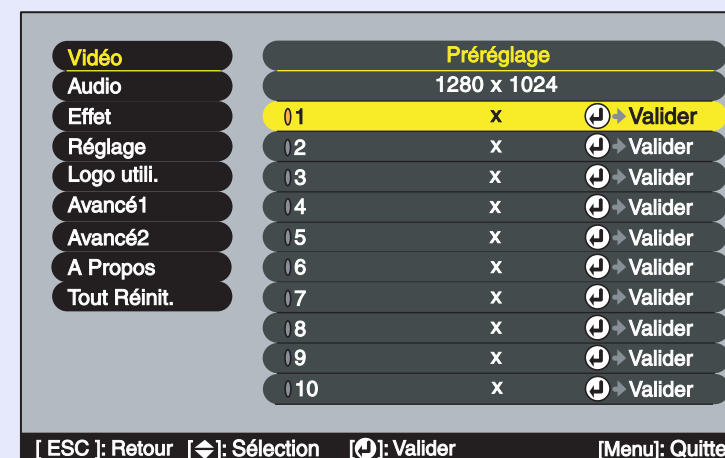 Vidéo
Audio
Effet
Réglage
Logo utili.
Avancé1
Avancé2
A Propos
Tout Réinit.
Préréglage
1280 x 1024
1 x Valider
2 x Valider
3 x Valider
4 x Valider
5 x Valider
6 x Valider
7 x Valider
8 x Valider
9 x Valider
10 x Valider
[ ESC ]: Retour [ ]: Sélection [ ]: Valider [Menu]: Quitte